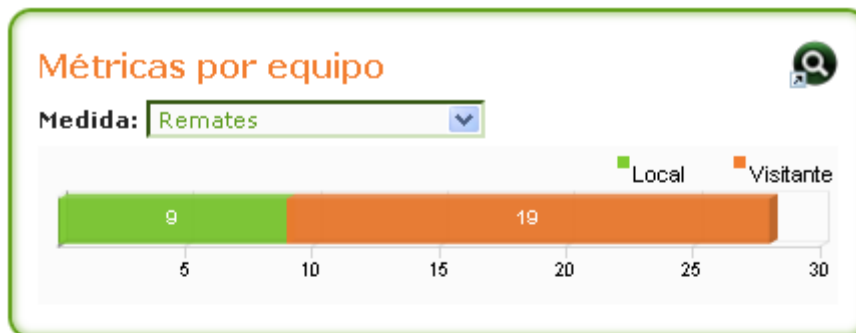 Métricas por equipo
Medida: Remates
Local Visitante
9 19
5 10 15 20 25 30